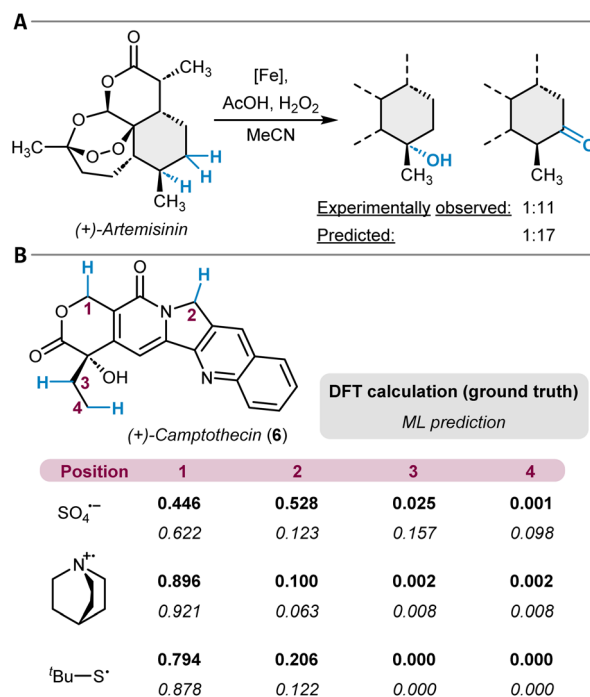 A
O
O
CH₃
O
H
O
H₃C
O
O
H
H
H
CH₃
(+)-Artemisinin
[Fe],
AcOH, H₂O₂
MeCN
OH
CH₃
O
CH₃
Experimentally observed: 1:11
Predicted: 1:17
B
H
O
H
1
O
N
2
O
H
3
OH
4
H
N
(+)-Camptothecin (6)
DFT calculation (ground truth)
ML prediction
Position 1 2 3 4
SO₄•− 0.446 0.528 0.025 0.001
0.622 0.123 0.157 0.098
N+• 0.896 0.100 0.002 0.002
0.921 0.063 0.008 0.008
ᵗBu—S• 0.794 0.206 0.000 0.000
0.878 0.122 0.000 0.000